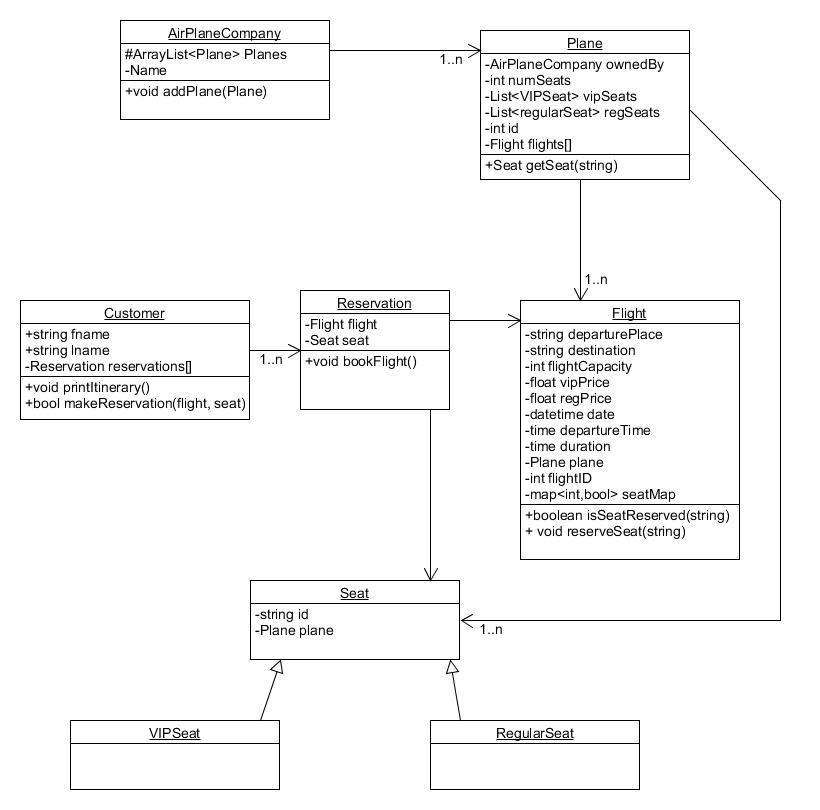 AirPlaneCompany
#ArrayList<Plane> Planes
-Name
+void addPlane(Plane)
1..n
Plane
-AirPlaneCompany ownedBy
-int numSeats
-List<VIPSeat> vipSeats
-List<regularSeat> regSeats
-int id
-Flight flights[]
+Seat getSeat(string)
1..n
Customer
+string fname
+string lname
-Reservation reservations[]
+void printItinerary()
+bool makeReservation(flight, seat)
1..n
Reservation
-Flight flight
-Seat seat
+void bookFlight()
Flight
-string departurePlace
-string destination
-int flightCapacity
-float vipPrice
-float regPrice
-datetime date
-time departureTime
-time duration
-Plane plane
-int flightID
-map<int,bool> seatMap
+boolean isSeatReserved(string)
+ void reserveSeat(string)
Seat
-string id
-Plane plane
1..n
VIPSeat
RegularSeat